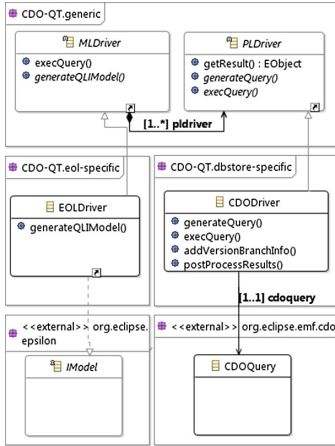 CDO-QT.generic
MLDriver
execQuery()
generateQLIModel()
PLDriver
getResult() : EObject
generateQuery()
execQuery()
[1..*] pldriver
CDO-QT.eol-specific
EOLDriver
generateQLIModel()
CDO-QT.dbstore-specific
CDODriver
generateQuery()
execQuery()
addVersionBranchInfo()
postProcessResults()
[1..1] cdoquery
<<external>> org.eclipse.
epsilon
IModel
<<external>> org.eclipse.emf.cdo
CDOQuery